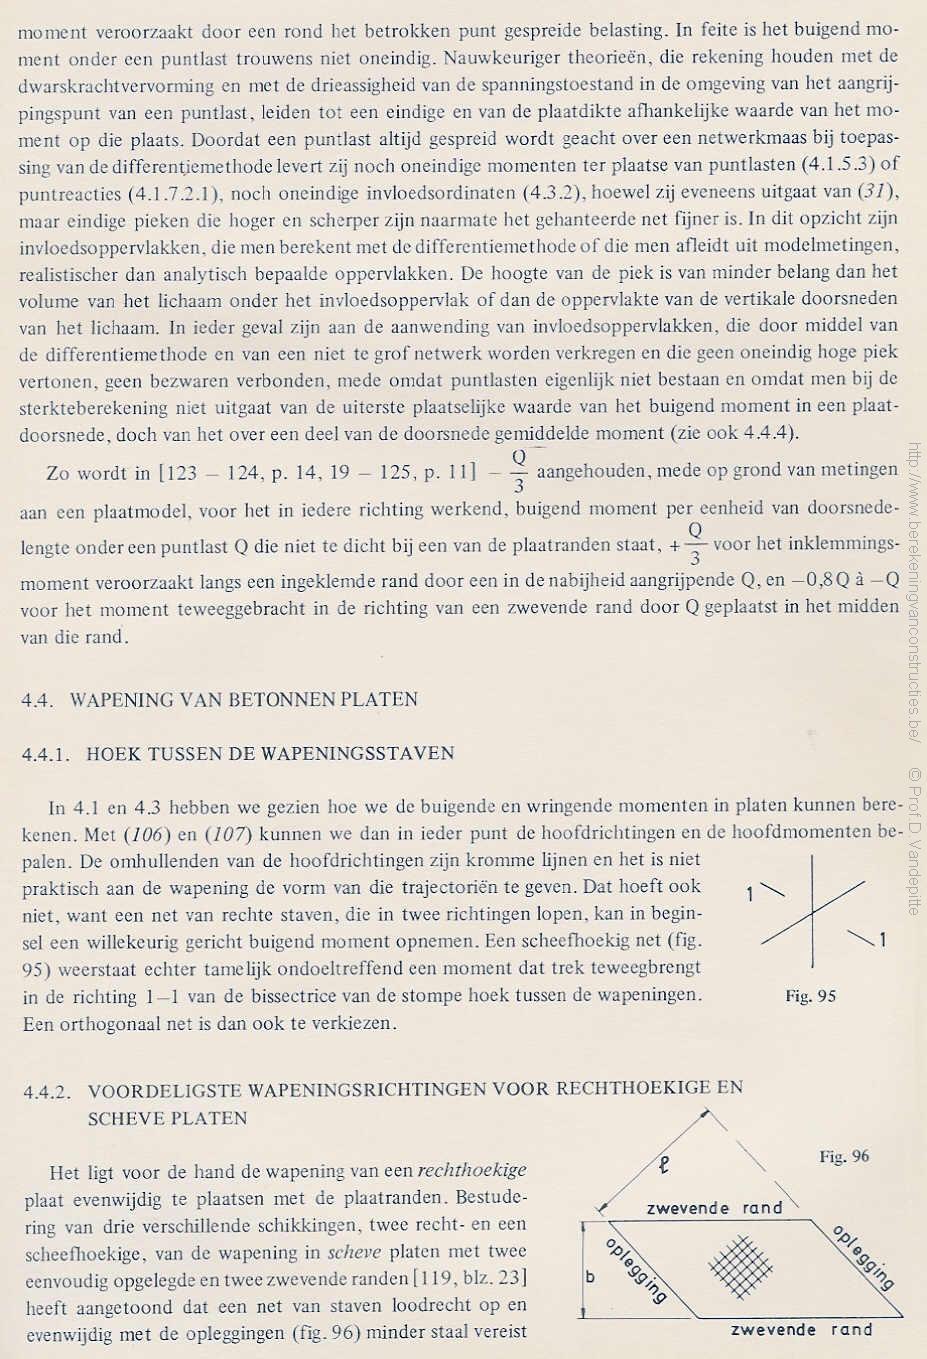 moment veroorzaakt door een rond het betrokken punt gespreide belasting. In feite is het buigend mo-
ment onder een puntlast trouwens niet oneindig. Nauwkeuriger theorieën, die rekening houden met de
dwarskrachtvervorming en met de drieassigheid van de spanningstoestand in de omgeving van het aangrij-
pingspunt van een puntlast, leiden tot een eindige en van de plaatdikte afhankelijke waarde van het mo-
ment op die plaats. Doordat een puntlast altijd gespreid wordt geacht over een netwerkmaas bij toepas-
sing van de differentiemethode levert zij noch oneindige momenten ter plaatse van puntlasten (4.1.5.3) of
puntreacties (4.1.7.2.1), noch oneindige invloedsordinaten (4.3.2), hoewel zij eveneens uitgaat van (31),
maar eindige pieken die hoger en scherper zijn naarmate het gehanteerde net fijner is. In dit opzicht zijn
invloedsoppervlakken, die men berekent met de differentiemethode of die men afleidt uit modelmetingen,
realistischer dan analytisch bepaalde oppervlakken. De hoogte van de piek is van minder belang dan het
volume van het lichaam onder het invloedsoppervlak of dan de oppervlakte van de vertikale doorsneden
van het lichaam. In ieder geval zijn aan de aanwending van invloedsoppervlakken, die door middel van
de differentiemethode en van een niet te grof netwerk worden verkregen en die geen oneindig hoge piek
vertonen, geen bezwaren verbonden, mede omdat puntlasten eigenlijk niet bestaan en omdat men bij de
sterkteberekening niet uitgaat van de uiterste plaatselijke waarde van het buigend moment in een plaat-
doorsnede, doch van het over een deel van de doorsnede gemiddelde moment (zie ook 4.4.4).
Zo wordt in [123 – 124, p. 14, 19 – 125, p. 11] – Q/3 aangehouden, mede op grond van metingen
aan een plaatmodel, voor het in iedere richting werkend, buigend moment per eenheid van doorsnede-
lengte onder een puntlast Q die niet te dicht bij een van de plaatranden staat, + Q/3 voor het inklemmings-
moment veroorzaakt langs een ingeklemde rand door een in de nabijheid aangrijpende Q, en –0,8Q à –Q
voor het moment teweeggebracht in de richting van een zwevende rand door Q geplaatst in het midden
van die rand.
4.4. WAPENING VAN BETONNEN PLATEN
4.4.1. HOEK TUSSEN DE WAPENINGSSTAVEN
In 4.1 en 4.3 hebben we gezien hoe we de buigende en wringende momenten in platen kunnen bere-
kenen. Met (106) en (107) kunnen we dan in ieder punt de hoofdrichtingen en de hoofdmomenten be-
palen. De omhullenden van de hoofdrichtingen zijn kromme lijnen en het is niet
praktisch aan de wapening de vorm van die trajectoriën te geven. Dat hoeft ook
niet, want een net van rechte staven, die in twee richtingen lopen, kan in begin-
sel een willekeurig gericht buigend moment opnemen. Een scheefhoekig net (fig.
95) weerstaat echter tamelijk ondoeltreffend een moment dat trek teweegbrengt
in de richting 1–1 van de bissectrice van de stompe hoek tussen de wapeningen.
Een orthogonaal net is dan ook te verkiezen.
1
1
Fig. 95
4.4.2. VOORDELIGSTE WAPENINGSRICHTINGEN VOOR RECHTHOEKIGE EN
SCHEVE PLATEN
Het ligt voor de hand de wapening van een rechthoekige
plaat evenwijdig te plaatsen met de plaatranden. Bestude-
ring van drie verschillende schikkingen, twee recht- en een
scheefhoekige, van de wapening in scheve platen met twee
eenvoudig opgelegde en twee zwevende randen [119, blz. 23]
heeft aangetoond dat een net van staven loodrecht op en
evenwijdig met de opleggingen (fig. 96) minder staal vereist
Fig. 96
ℓ
zwevende rand
oplegging
oplegging
b
zwevende rand
http://www.berekeningvanconstructies.be/ © Prof D. Vandepitte